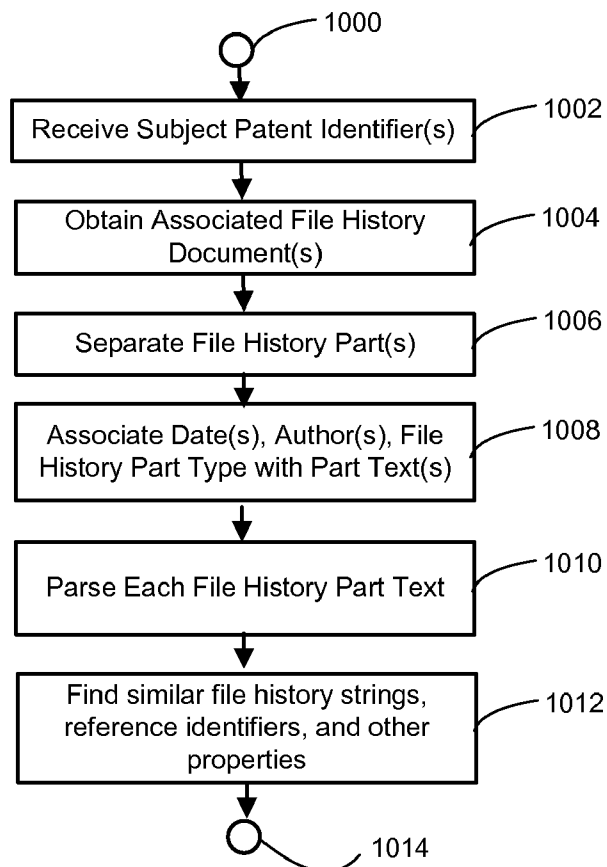 1000
Receive Subject Patent Identifier(s)
1002
Obtain Associated File History
Document(s)
1004
Separate File History Part(s)
1006
Associate Date(s), Author(s), File
History Part Type with Part Text(s)
1008
Parse Each File History Part Text
1010
Find similar file history strings,
reference identifiers, and other
properties
1012
1014